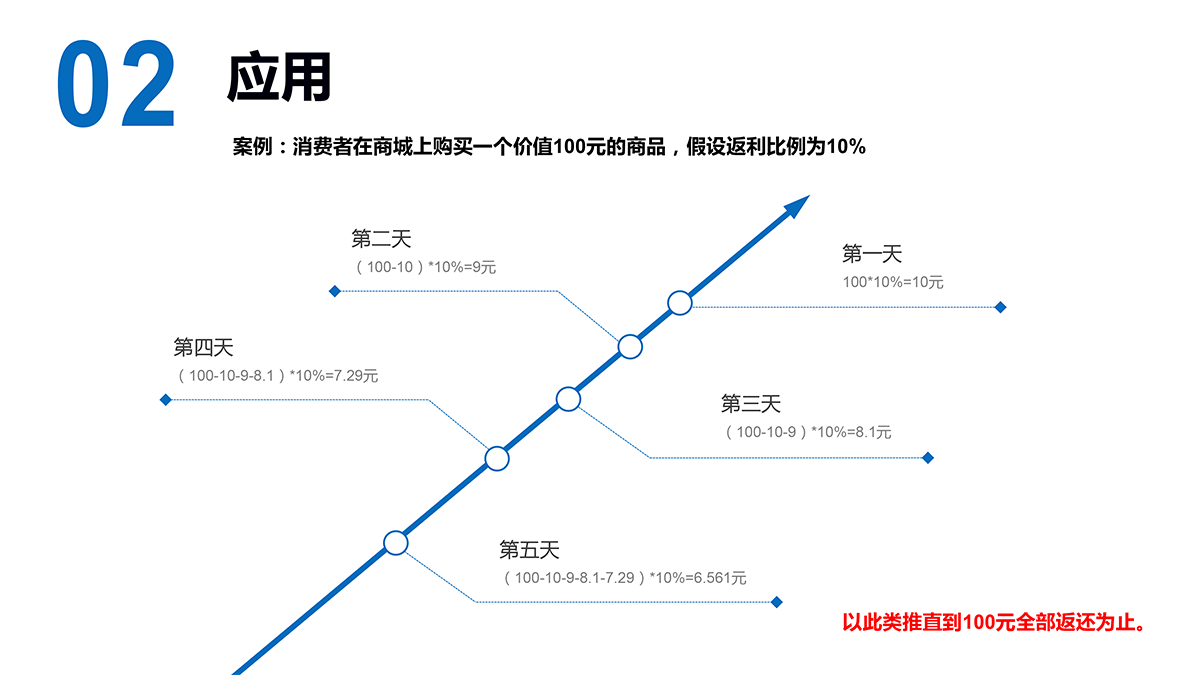 02
应用
案例：消费者在商城上购买一个价值100元的商品，假设返利比例为10%
第二天
（100-10）*10%=9元
第一天
100*10%=10元
第四天
（100-10-9-8.1）*10%=7.29元
第三天
（100-10-9）*10%=8.1元
第五天
（100-10-9-8.1-7.29）*10%=6.561元
以此类推直到100元全部返还为止。